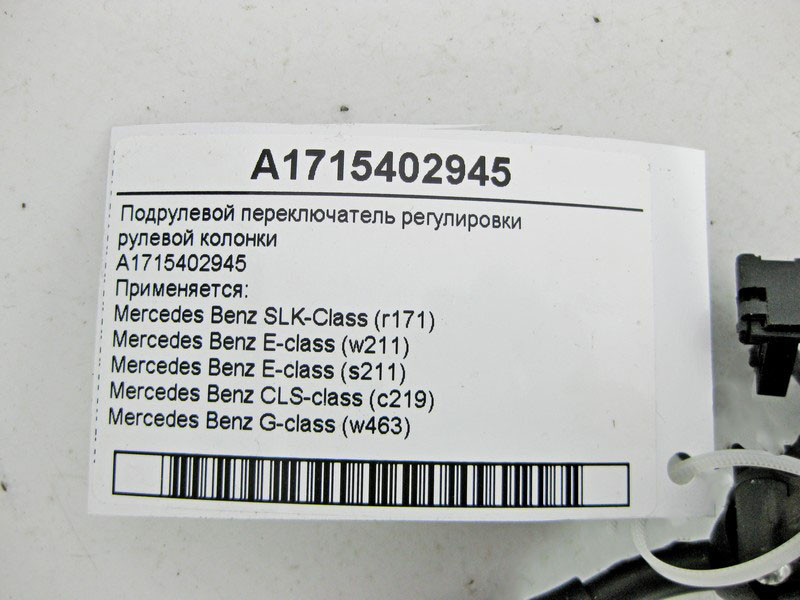 A1715402945
Подрулевой переключатель регулировки
рулевой колонки
A1715402945
Применяется:
Mercedes Benz SLK-Class (r171)
Mercedes Benz E-class (w211)
Mercedes Benz E-class (s211)
Mercedes Benz CLS-class (c219)
Mercedes Benz G-class (w463)